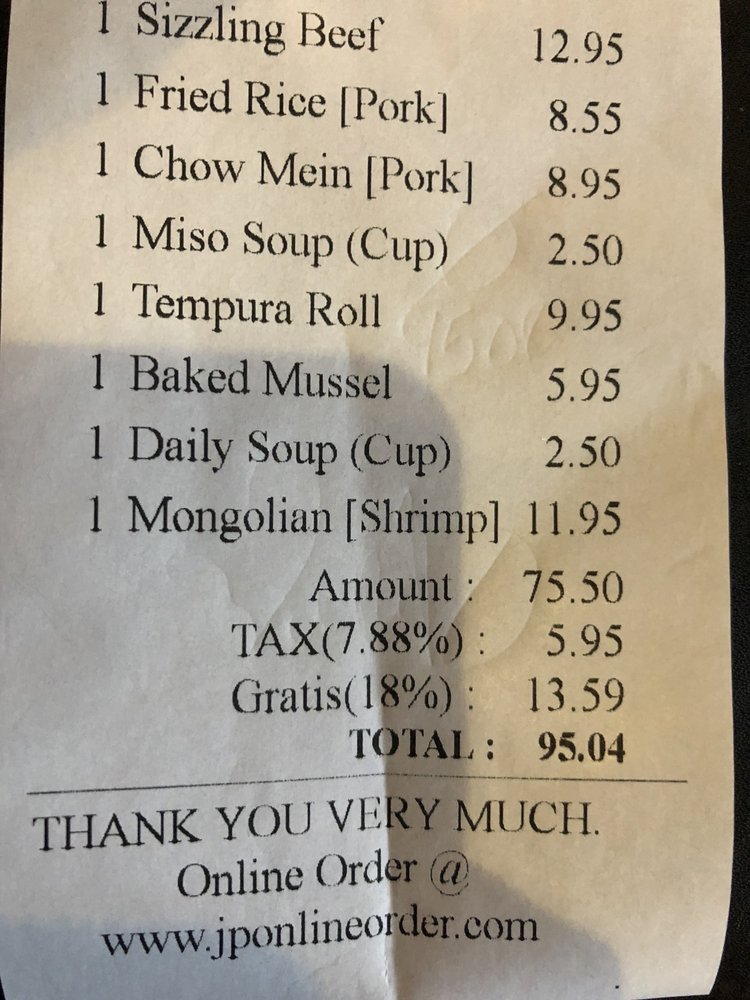 1 Sizzling Beef 12.95
1 Fried Rice [Pork] 8.55
1 Chow Mein [Pork] 8.95
1 Miso Soup (Cup) 2.50
1 Tempura Roll 9.95
1 Baked Mussel 5.95
1 Daily Soup (Cup) 2.50
1 Mongolian [Shrimp] 11.95
Amount : 75.50
TAX(7.88%) : 5.95
Gratis(18%) : 13.59
TOTAL : 95.04
THANK YOU VERY MUCH.
Online Order @
www.jponlineorder.com